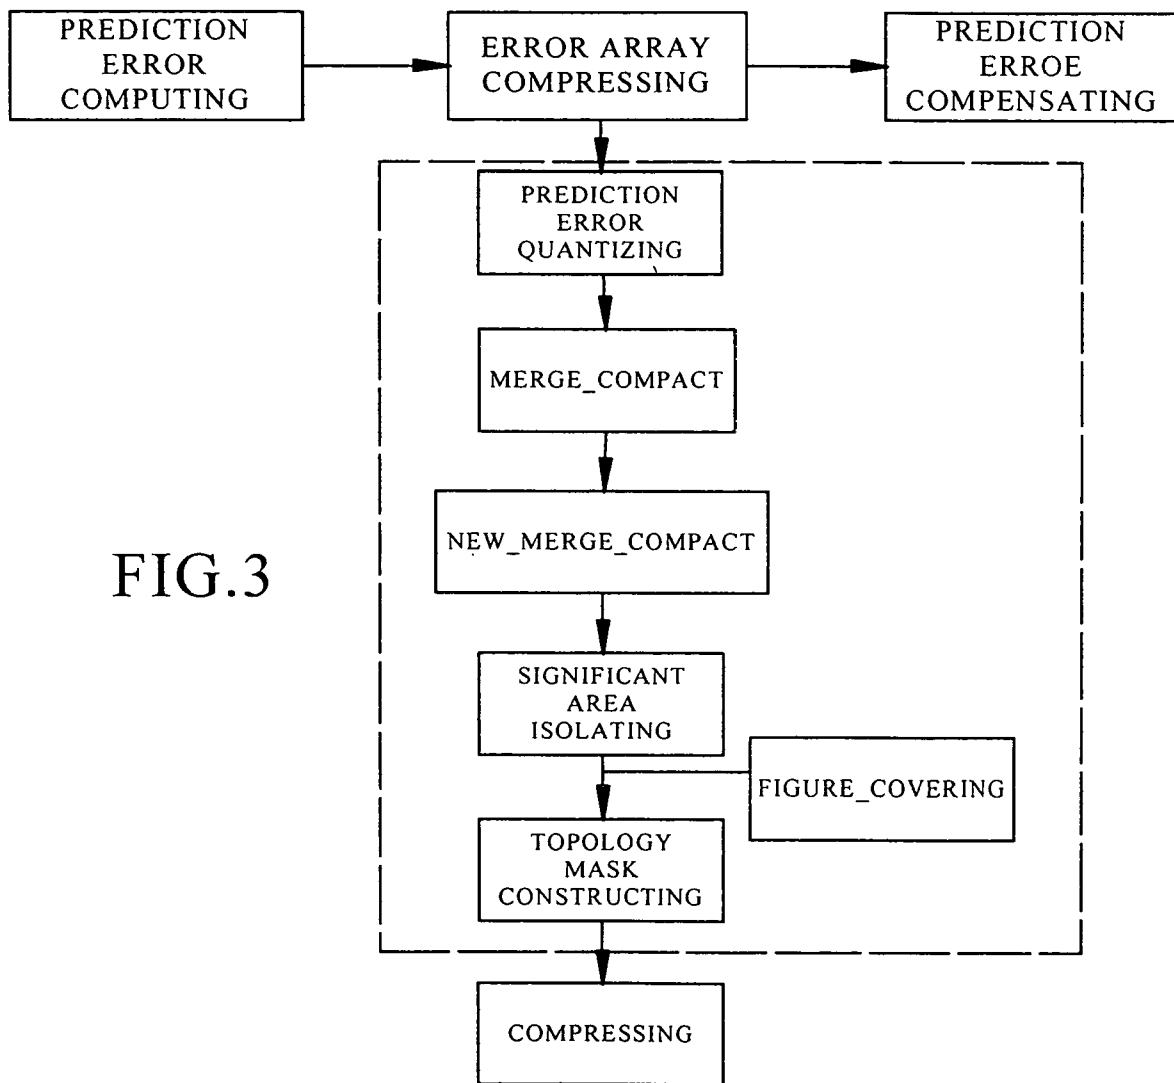 PREDICTION
ERROR
COMPUTING
ERROR ARRAY
COMPRESSING
PREDICTION
ERROE
COMPENSATING
PREDICTION
ERROR
QUANTIZING
MERGE_COMPACT
NEW_MERGE_COMPACT
FIG.3
SIGNIFICANT
AREA
ISOLATING
FIGURE_COVERING
TOPOLOGY
MASK
CONSTRUCTING
COMPRESSING